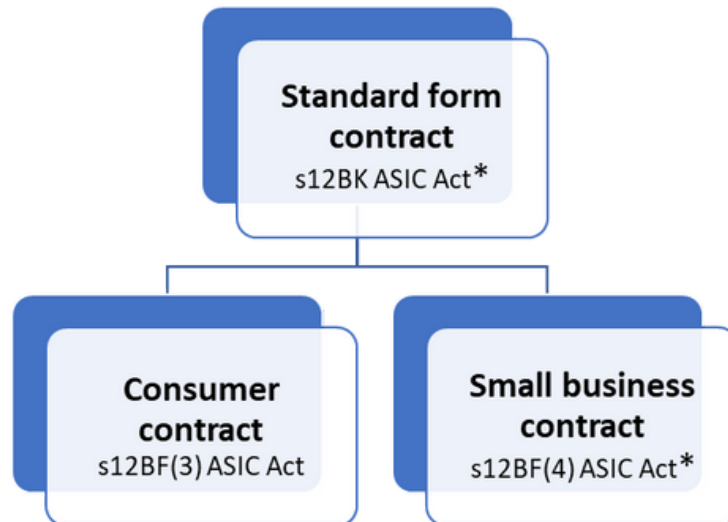 Standard form
contract
s12BK ASIC Act*
Consumer
contract
s12BF(3) ASIC Act
Small business
contract
s12BF(4) ASIC Act*